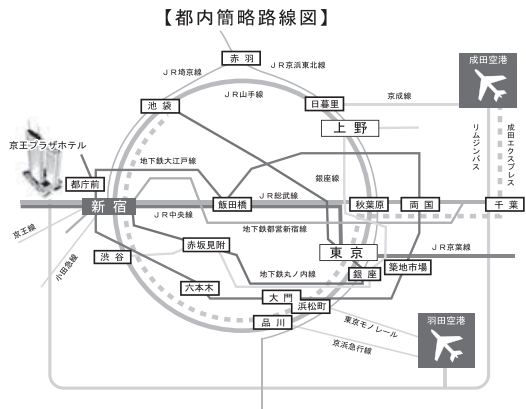 【都内簡略路線図】
赤羽
成田空港
JR埼京線
JR京浜東北線
池袋
JR山手線
日暮里
京成線
上野
京王プラザホテル
地下鉄大江戸線
リムジンバス
成田エクスプレス
都庁前
銀座線
新宿
飯田橋
JR総武線
秋葉原
両国
千葉
JR中央線
京王線
地下鉄都営新宿線
小田急線
渋谷
赤坂見附
東京
JR京葉線
地下鉄丸ノ内線
銀座
築地市場
六本木
大門
浜松町
品川
東京モノレール
羽田空港
京浜急行線